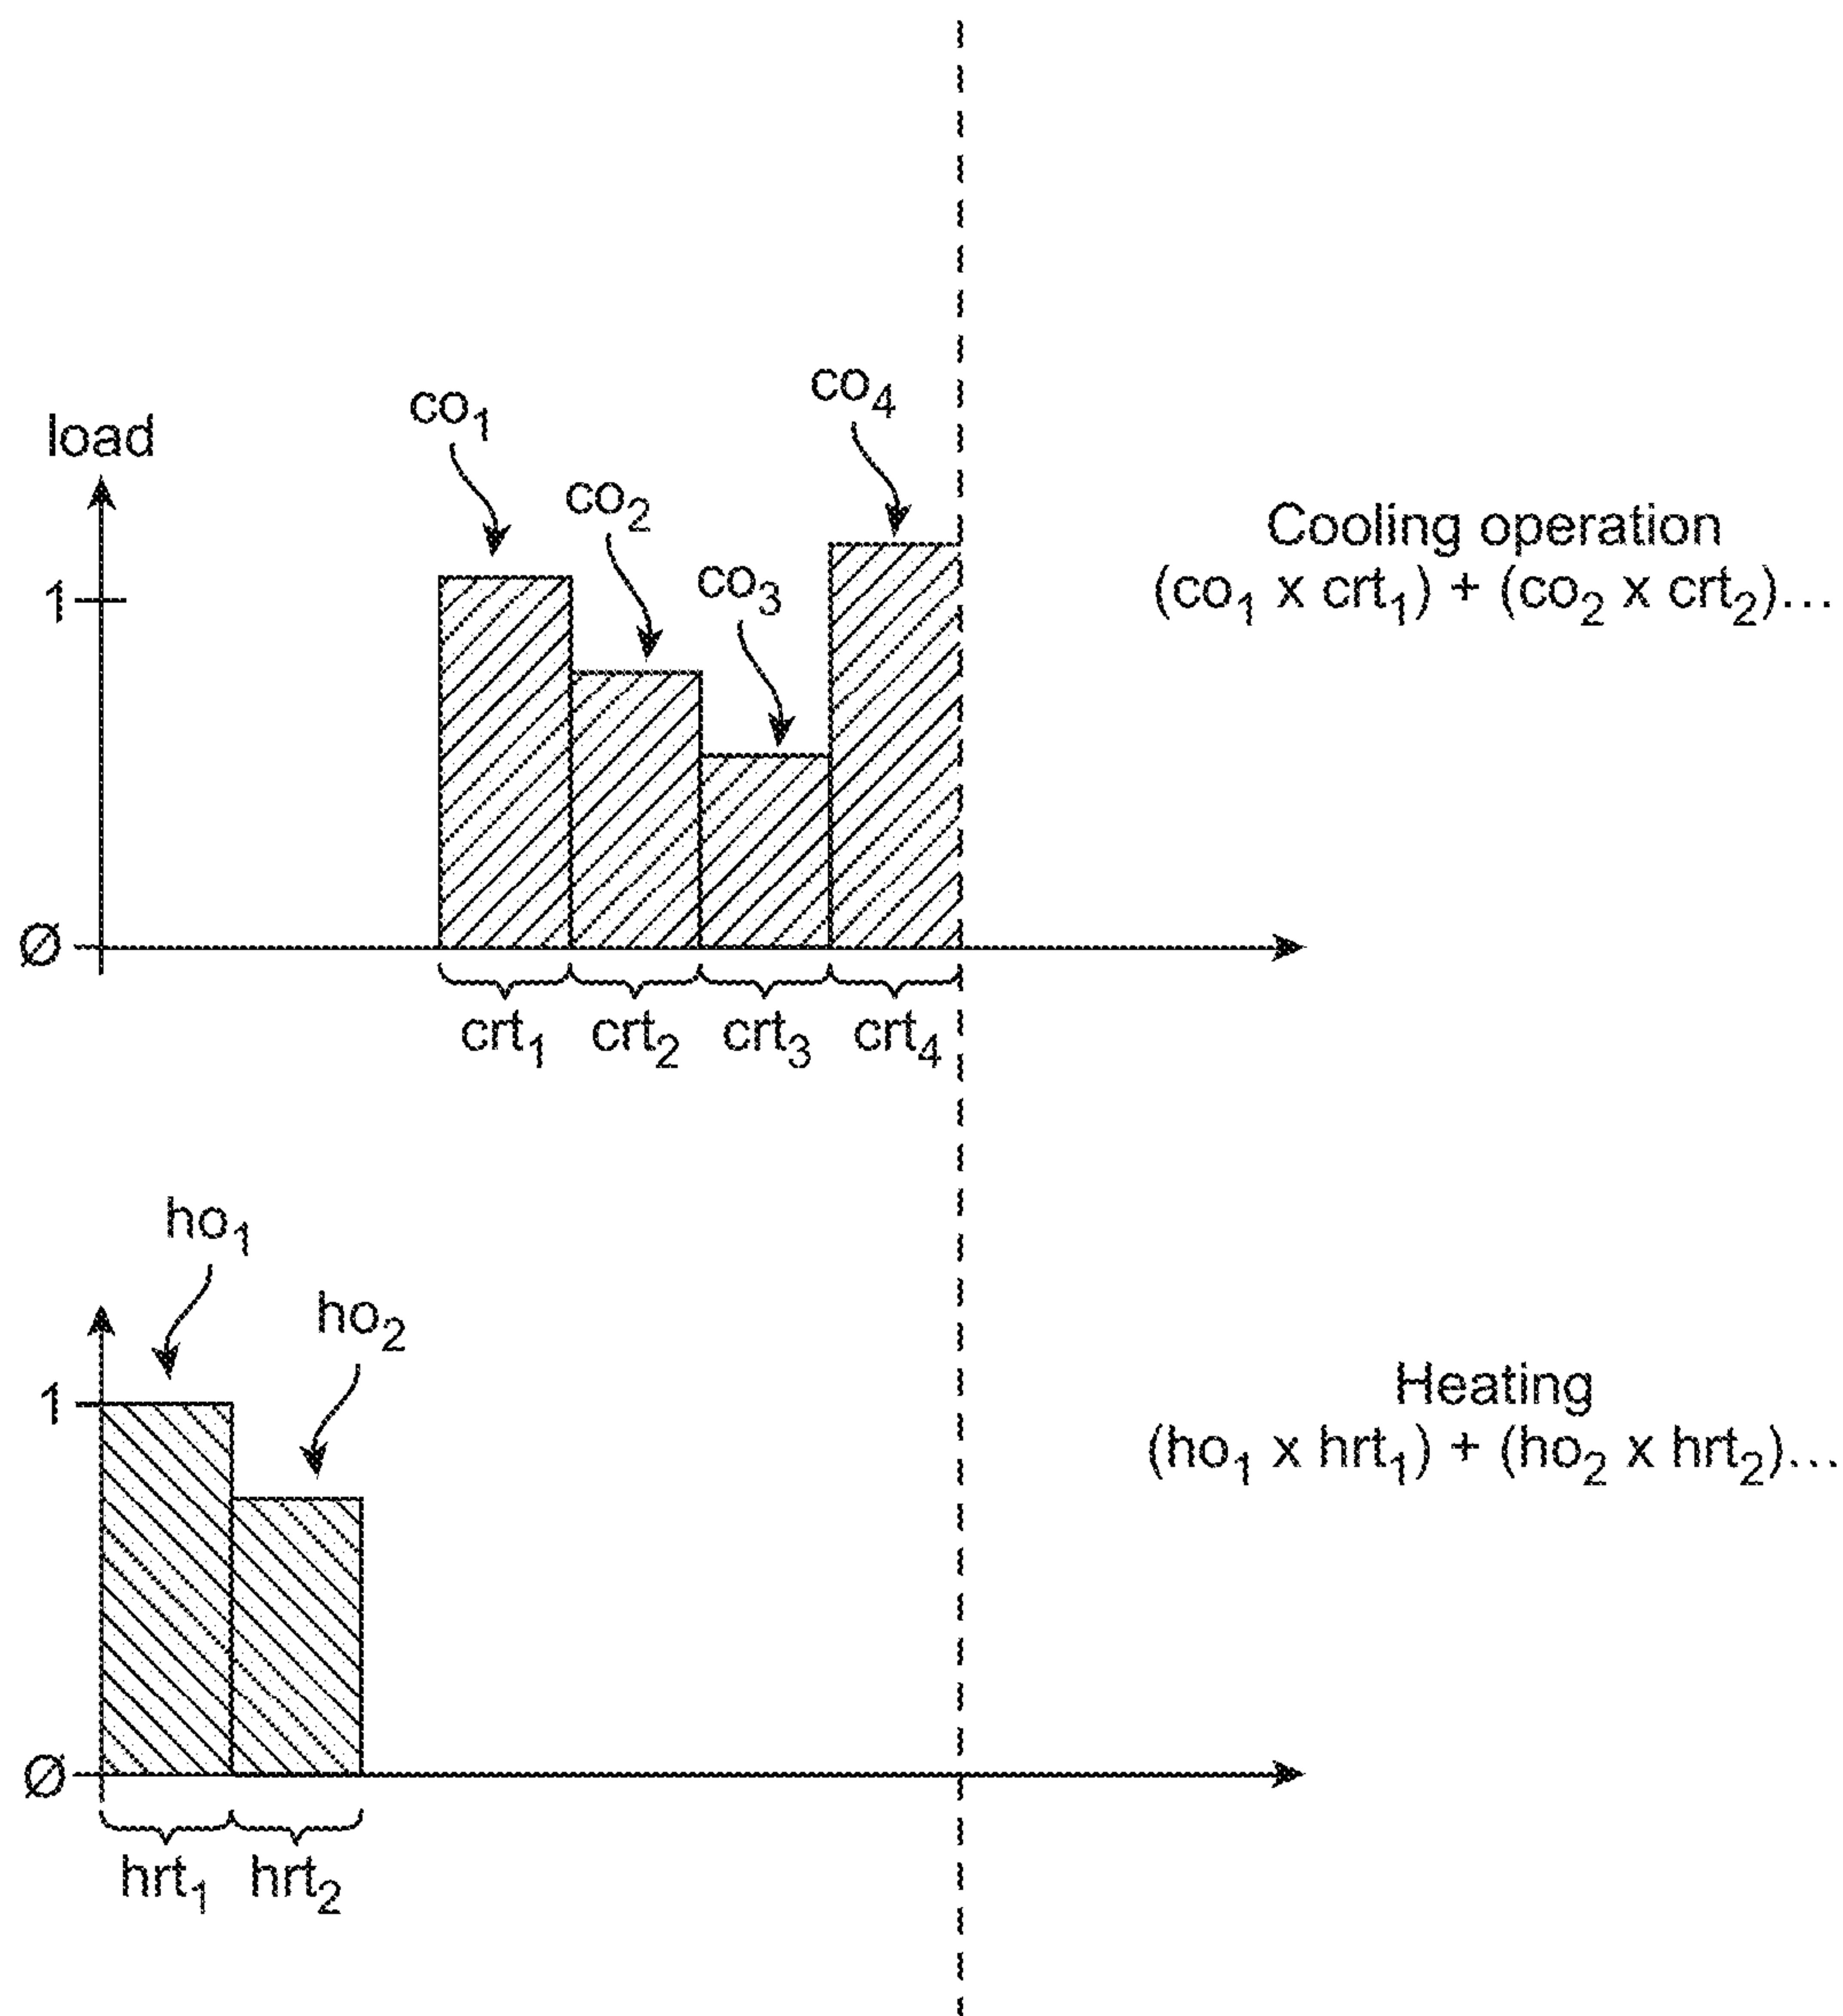 load
co₁
co₂
co₃
co₄
1
Ø
crt₁ crt₂ crt₃ crt₄
Cooling operation
(co₁ x crt₁) + (co₂ x crt₂)...
ho₁
ho₂
1
Ø
hrt₁ hrt₂
Heating
(ho₁ x hrt₁) + (ho₂ x hrt₂)...